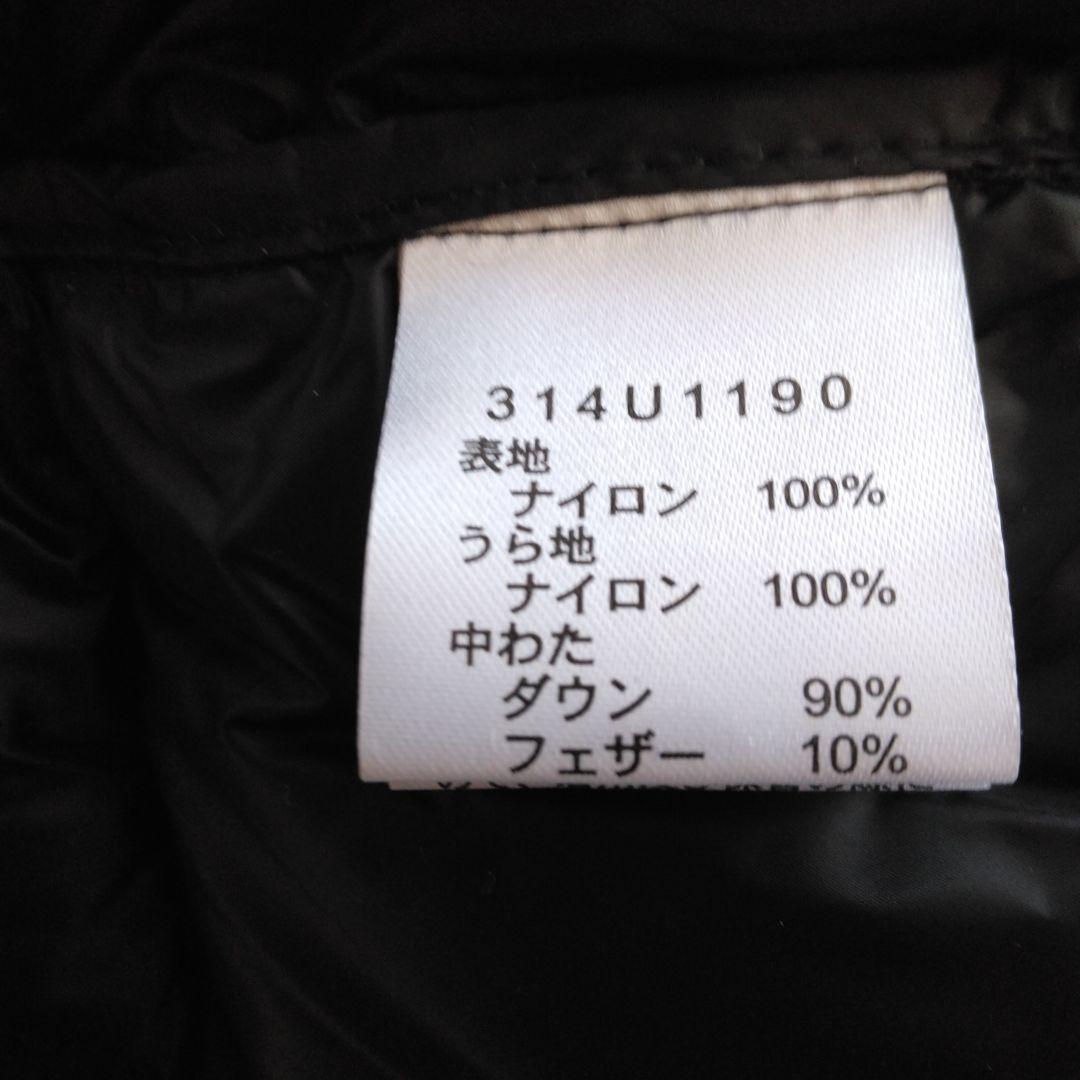 314U1190
表地
ナイロン 100%
うら地
ナイロン 100%
中わた
ダウン 90%
フェザー 10%